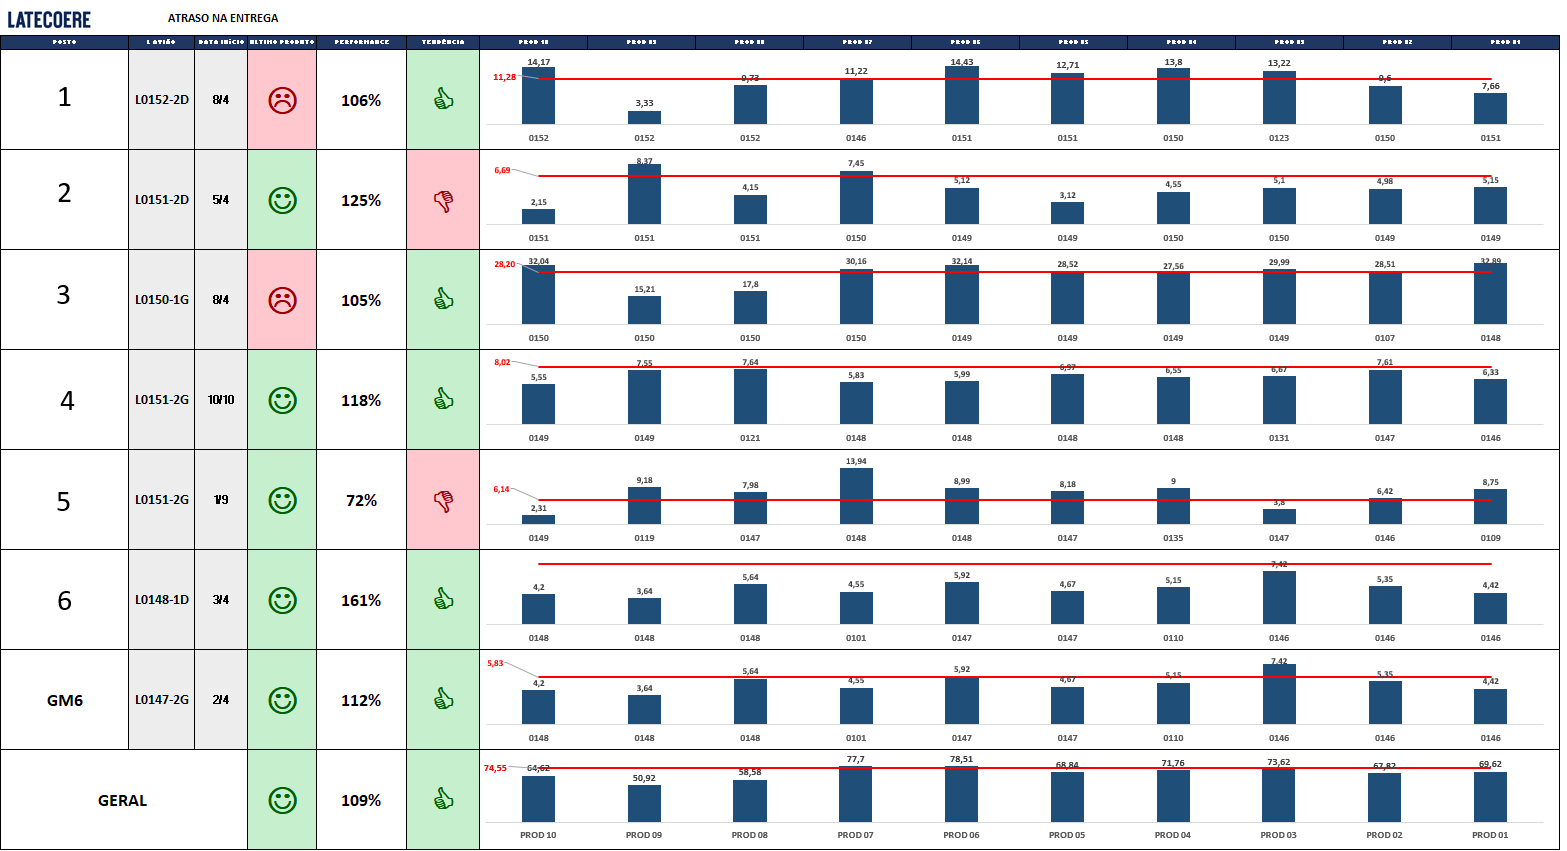 LATECOERE
ATRASO NA ENTREGA
POSTO L AVIÃO DATA INÍCIO ULTIMO PRODUTO PERFORMANCE TENDÊNCIA PROD 10 PROD 09 PROD 08 PROD 07 PROD 06 PROD 05 PROD 04 PROD 03 PROD 02 PROD 01
1 L0152-2D 8/4 106%
11,28
14,17 3,33 9,73 11,22 14,43 12,71 13,8 13,22 9,6 7,66
0152 0152 0152 0146 0151 0151 0150 0123 0150 0151
2 L0151-2D 5/4 125%
6,69
2,15 8,37 4,15 7,45 5,12 3,12 4,55 5,1 4,98 5,15
0151 0151 0151 0150 0149 0149 0150 0150 0149 0149
3 L0150-1G 8/4 105%
28,20
32,04 15,21 17,8 30,16 32,14 28,52 27,56 29,99 28,51 32,89
0150 0150 0150 0150 0149 0149 0149 0149 0107 0148
4 L0151-2G 10/10 118%
8,02
5,55 7,55 7,64 5,83 5,99 6,97 6,55 6,67 7,61 6,33
0149 0149 0121 0148 0148 0148 0148 0131 0147 0146
5 L0151-2G 1/9 72%
6,14
2,31 9,18 7,98 13,94 8,99 8,18 9 3,8 6,42 8,75
0149 0119 0147 0148 0148 0147 0135 0147 0146 0109
6 L0148-1D 3/4 161%
4,2 3,64 5,64 4,55 5,92 4,67 5,15 7,42 5,35 4,42
0148 0148 0148 0101 0147 0147 0110 0146 0146 0146
GM6 L0147-2G 2/4 112%
5,83
4,2 3,64 5,64 4,55 5,92 4,67 5,15 7,42 5,35 4,42
0148 0148 0148 0101 0147 0147 0110 0146 0146 0146
GERAL 109%
74,55
64,62 50,92 58,58 77,7 78,51 68,84 71,76 73,62 67,82 69,62
PROD 10 PROD 09 PROD 08 PROD 07 PROD 06 PROD 05 PROD 04 PROD 03 PROD 02 PROD 01